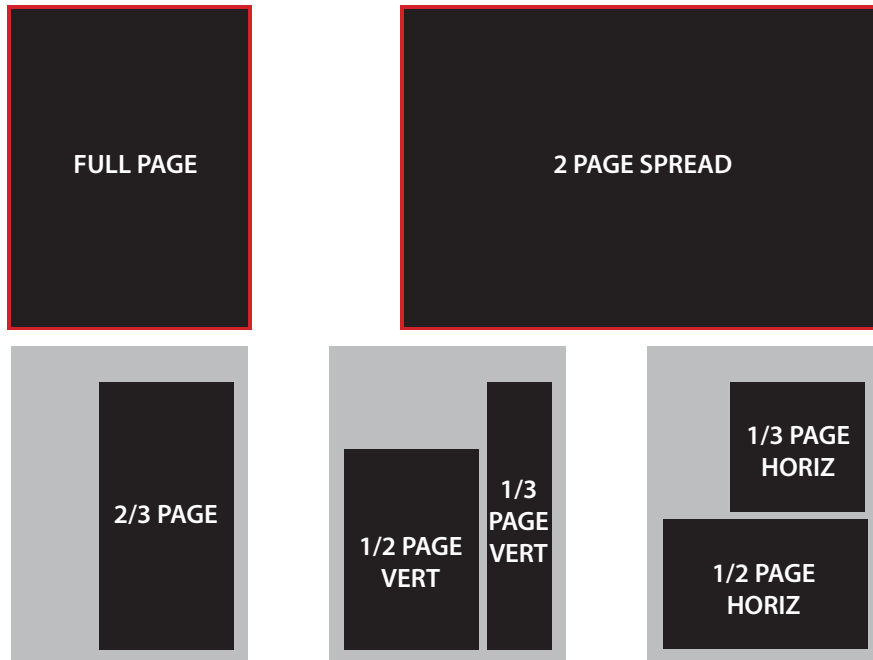 FULL PAGE
2 PAGE SPREAD
2/3 PAGE
1/2 PAGE
VERT
1/3
PAGE
VERT
1/3 PAGE
HORIZ
1/2 PAGE
HORIZ